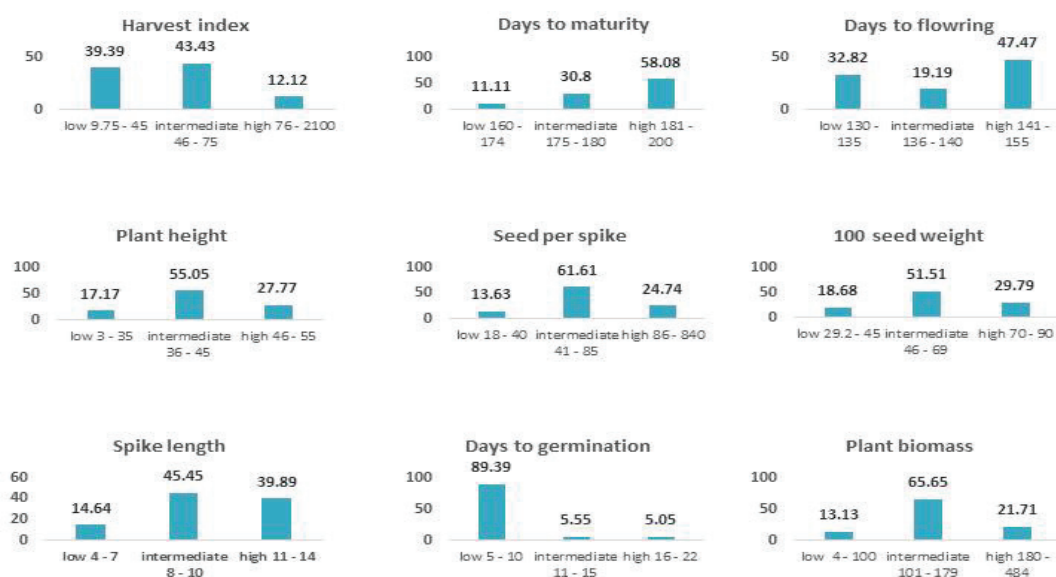 Harvest index
39.39
43.43
12.12
50
0
low 9.75 - 45
intermediate
46 - 75
high 76 - 2100
Days to maturity
11.11
30.8
58.08
100
50
0
low 160 -
174
intermediate
175 - 180
high 181 -
200
Days to flowring
32.82
19.19
47.47
50
0
low 130 -
135
intermediate
136 - 140
high 141 -
155
Plant height
17.17
55.05
27.77
100
50
0
low 3 - 35
intermediate
36 - 45
high 46 - 55
Seed per spike
13.63
61.61
24.74
100
50
0
low 18 - 40
intermediate
41 - 85
high 86 - 840
100 seed weight
18.68
51.51
29.79
100
50
0
low 29.2 - 45
intermediate
46 - 69
high 70 - 90
Spike length
14.64
45.45
39.89
60
40
20
0
low 4 - 7
intermediate
8 - 10
high 11 - 14
Days to germination
89.39
5.55
5.05
100
50
0
low 5 - 10
intermediate
11 - 15
high 16 - 22
Plant biomass
13.13
65.65
21.71
100
50
0
low 4 - 100
intermediate
101 - 179
high 180 -
484